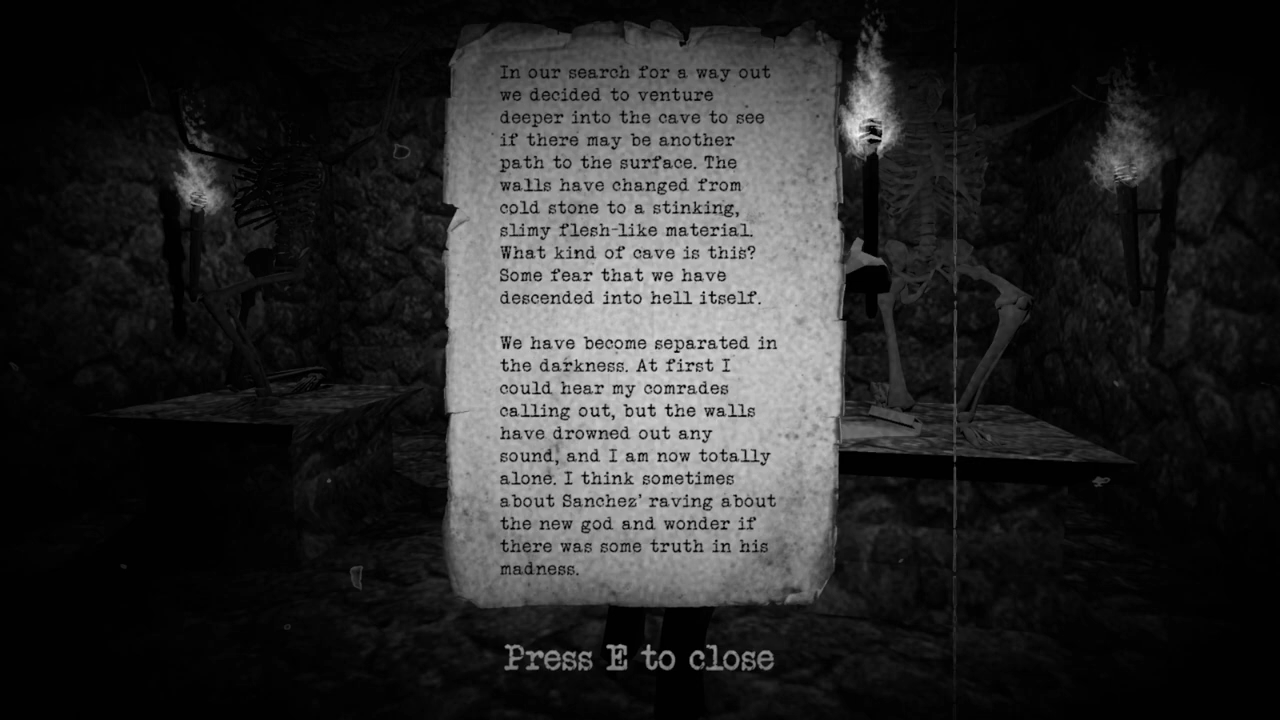 In our search for a way out
we decided to venture
deeper into the cave to see
if there may be another
path to the surface. The
walls have changed from
cold stone to a stinking,
slimy flesh-like material.
What kind of cave is this?
Some fear that we have
descended into hell itself.

We have become separated in
the darkness. At first I
could hear my comrades
calling out, but the walls
have drowned out any
sound, and I am now totally
alone. I think sometimes
about Sanchez' raving about
the new god and wonder if
there was some truth in his
madness.

Press E to close